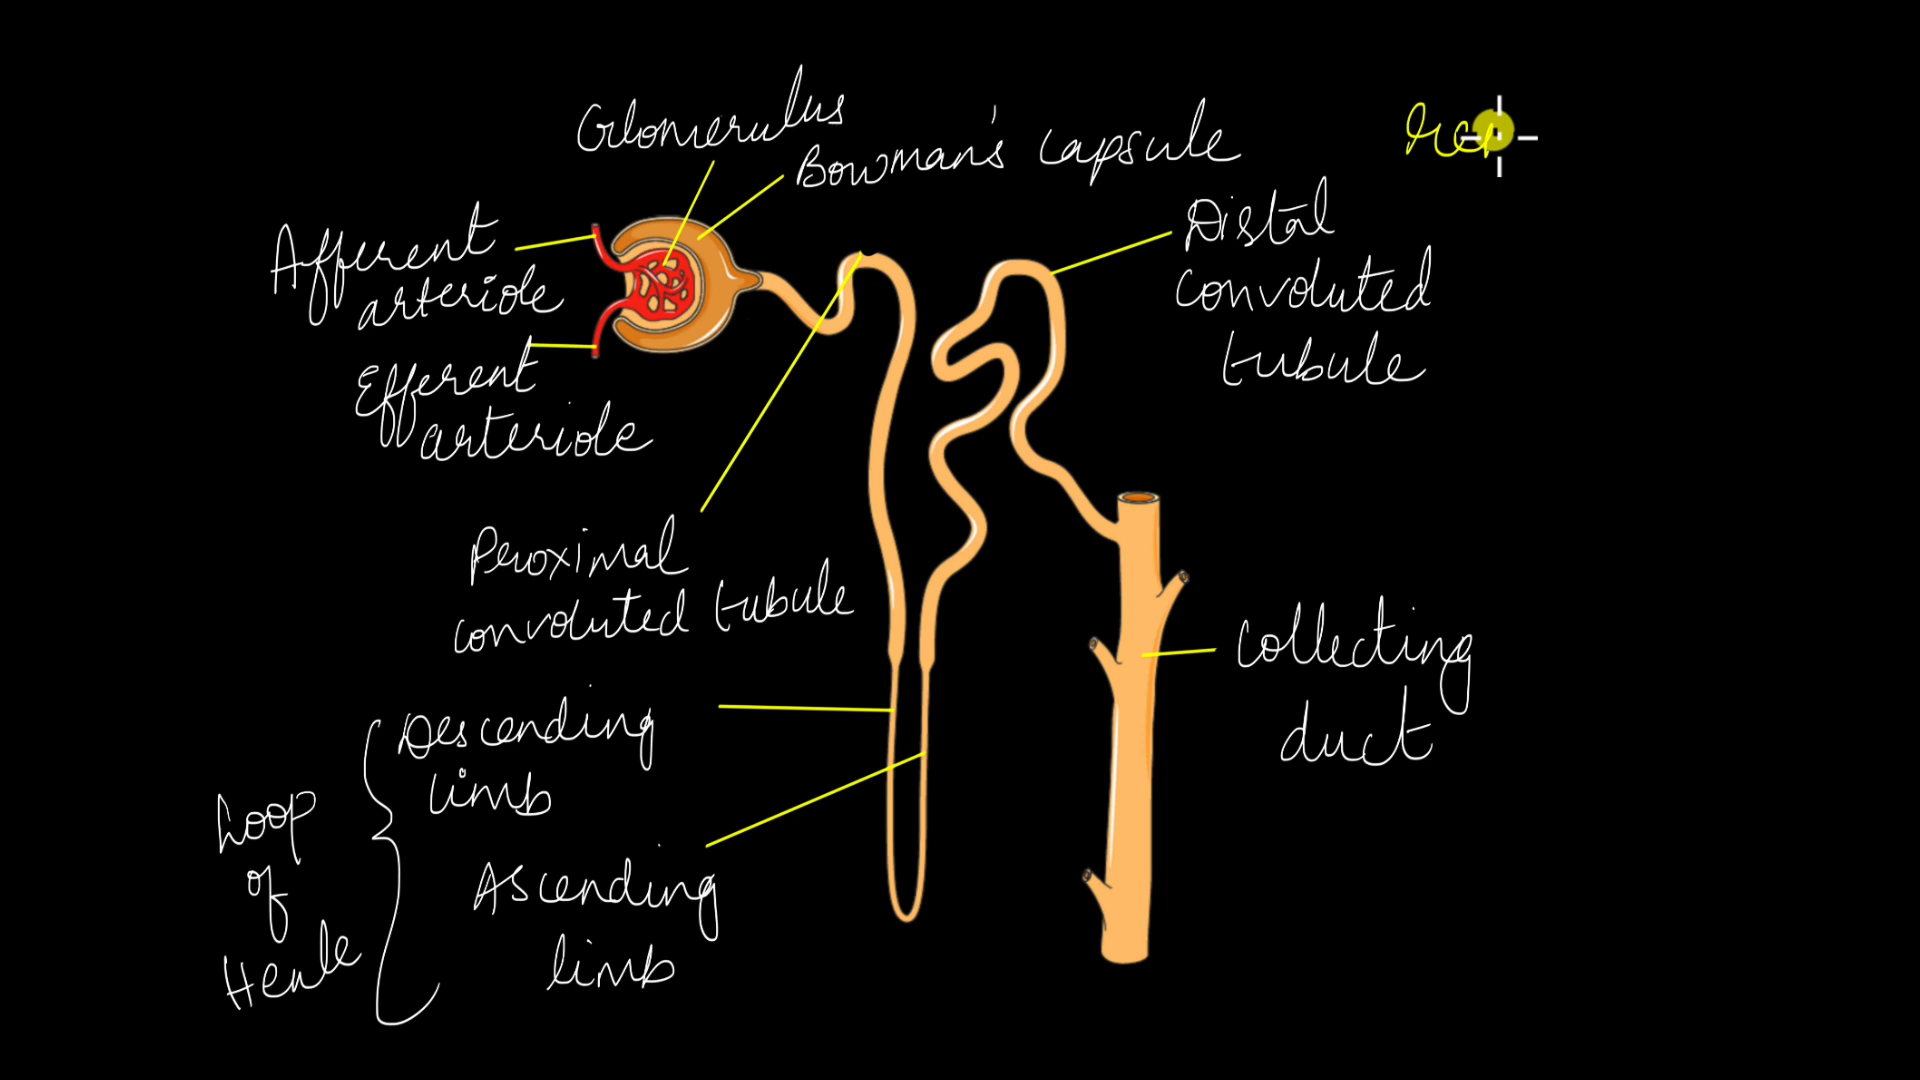 Glomerulus
Bowman's capsule
Afferent
arteriole
Efferent
arteriole
Distal
convoluted
tubule
Proximal
convoluted tubule
Descending
limb
Ascending
limb
Loop
of
Henle
collecting
duct